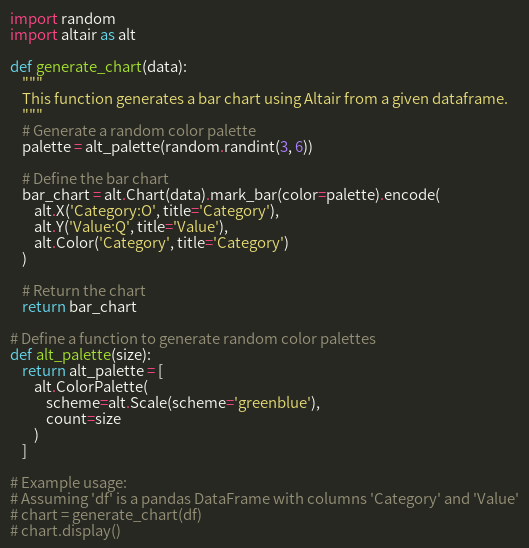 import random
import altair as alt
def generate_chart(data):
"""
This function generates a bar chart using Altair from a given dataframe.
"""
# Generate a random color palette
palette = alt_palette(random.randint(3, 6))
# Define the bar chart
bar_chart = alt.Chart(data).mark_bar(color=palette).encode(
alt.X('Category:O', title='Category'),
alt.Y('Value:Q', title='Value'),
alt.Color('Category', title='Category')
)
# Return the chart
return bar_chart
# Define a function to generate random color palettes
def alt_palette(size):
return alt_palette = [
alt.ColorPalette(
scheme=alt.Scale(scheme='greenblue'),
count=size
)
]
# Example usage:
# Assuming 'df' is a pandas DataFrame with columns 'Category' and 'Value'
# chart = generate_chart(df)
# chart.display()